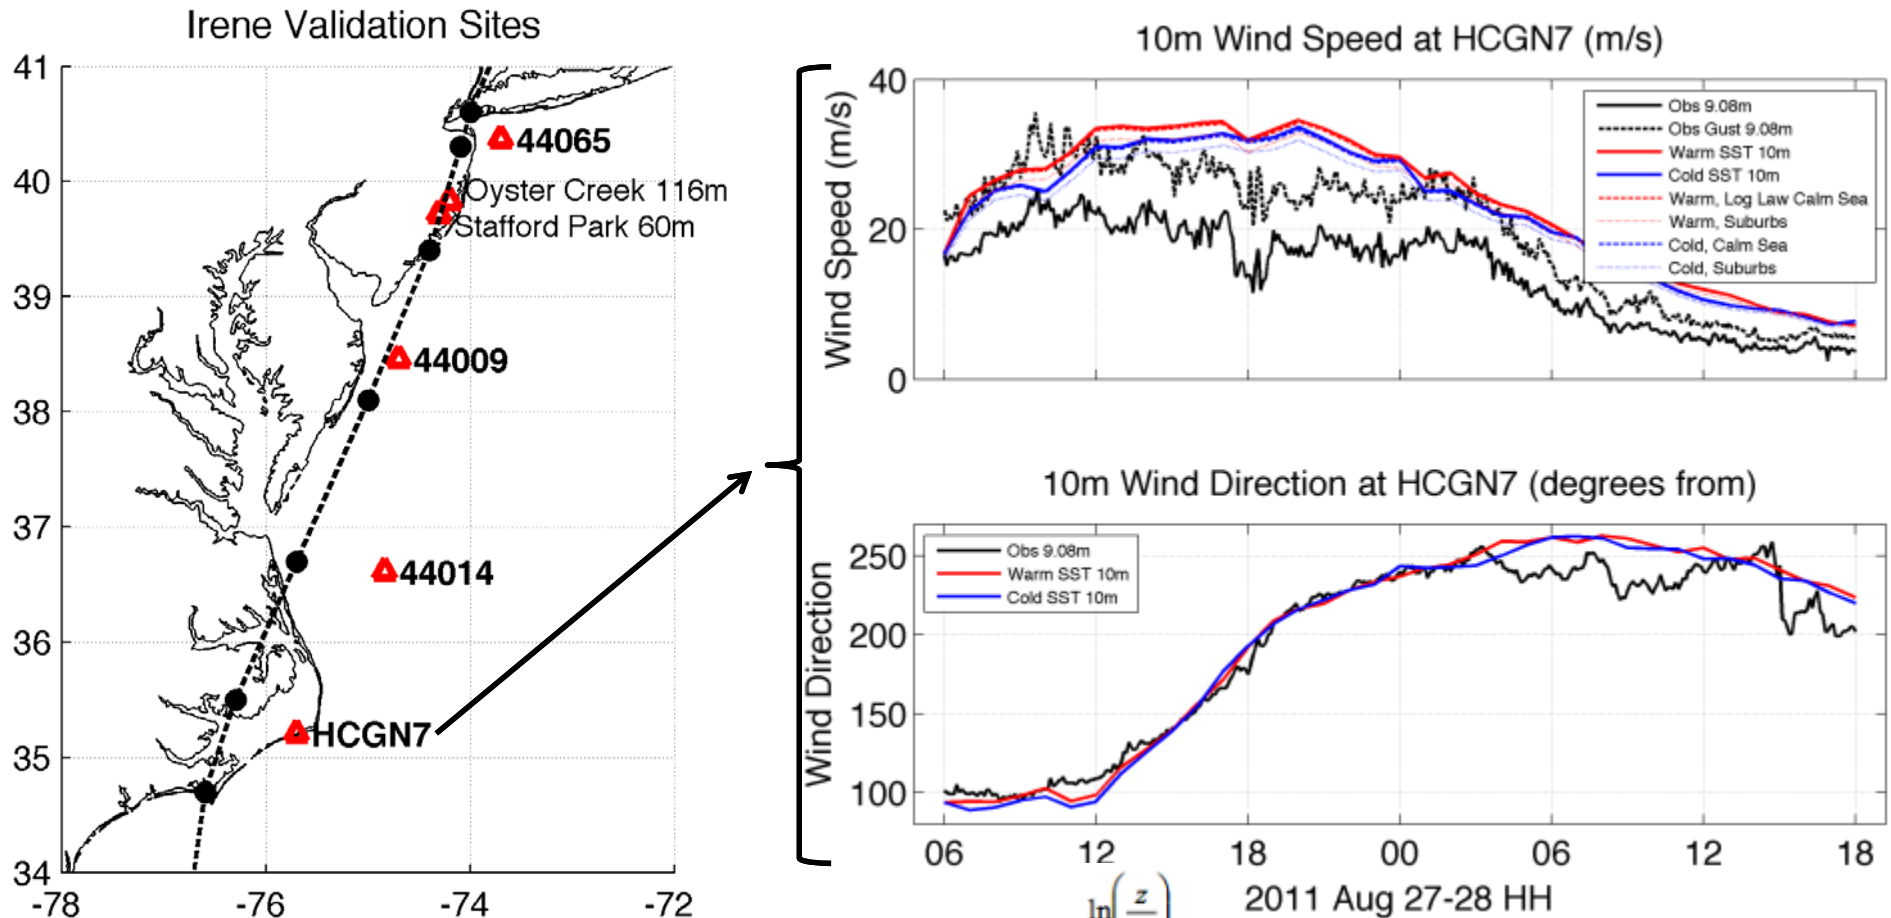 Irene Validation Sites
41
40
39
38
37
36
35
34
-78
-76
-74
-72
44065
Oyster Creek 116m
Stafford Park 60m
44009
44014
HCGN7
10m Wind Speed at HCGN7 (m/s)
Wind Speed (m/s)
40
20
0
Obs 9.08m
Obs Gust 9.08m
Warm SST 10m
Cold SST 10m
Warm, Log Law Calm Sea
Warm, Suburbs
Cold, Calm Sea
Cold, Suburbs
10m Wind Direction at HCGN7 (degrees from)
Wind Direction
250
200
150
100
Obs 9.08m
Warm SST 10m
Cold SST 10m
06 12 18 00 06 12 18
2011 Aug 27-28 HH
ln(z